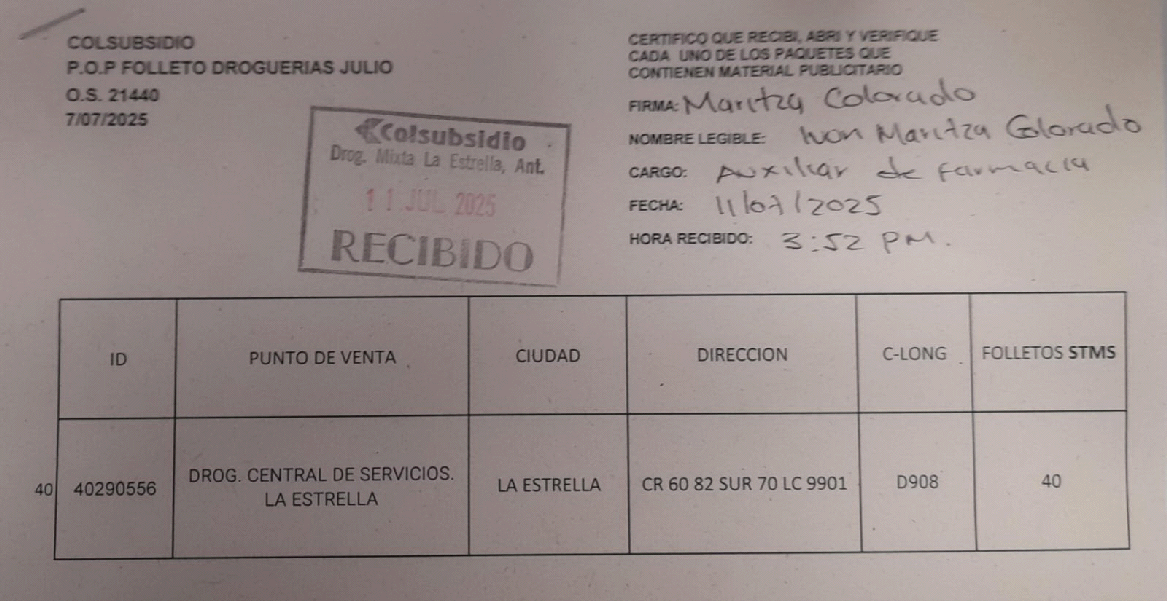 COLSUBSIDIO
P.O.P FOLLETO DROGUERIAS JULIO
O.S. 21440
7/07/2025
Colsubsidio
Drog. Mixta La Estrella, Ant.
11 JUL 2025
RECIBIDO
CERTIFICO QUE RECIBI, ABRI Y VERIFIQUE
CADA UNO DE LOS PAQUETES QUE
CONTIENEN MATERIAL PUBLICITARIO
FIRMA: Maritza Colorado
NOMBRE LEGIBLE: Ivon Maritza Colorado
CARGO: Auxiliar de farmacia
FECHA: 11/07/2025
HORA RECIBIDO: 3:52 PM.
ID PUNTO DE VENTA CIUDAD DIRECCION C-LONG FOLLETOS STMS
40 40290556 DROG. CENTRAL DE SERVICIOS. LA ESTRELLA LA ESTRELLA CR 60 82 SUR 70 LC 9901 D908 40